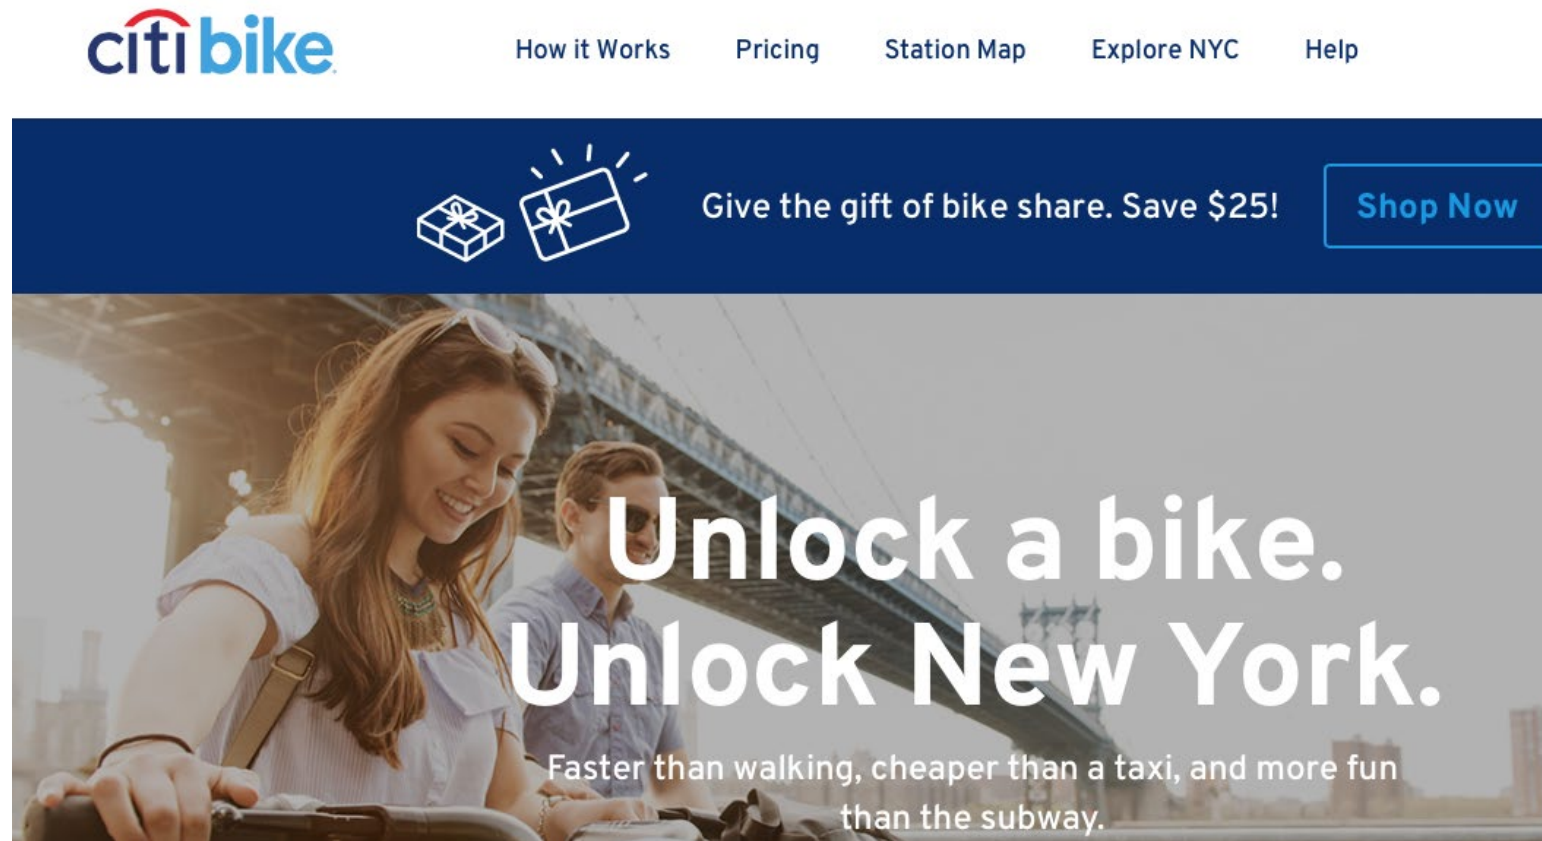 citi bike
How it Works Pricing Station Map Explore NYC Help
Give the gift of bike share. Save $25! Shop Now
Unlock a bike.
Unlock New York.
Faster than walking, cheaper than a taxi, and more fun
than the subway.